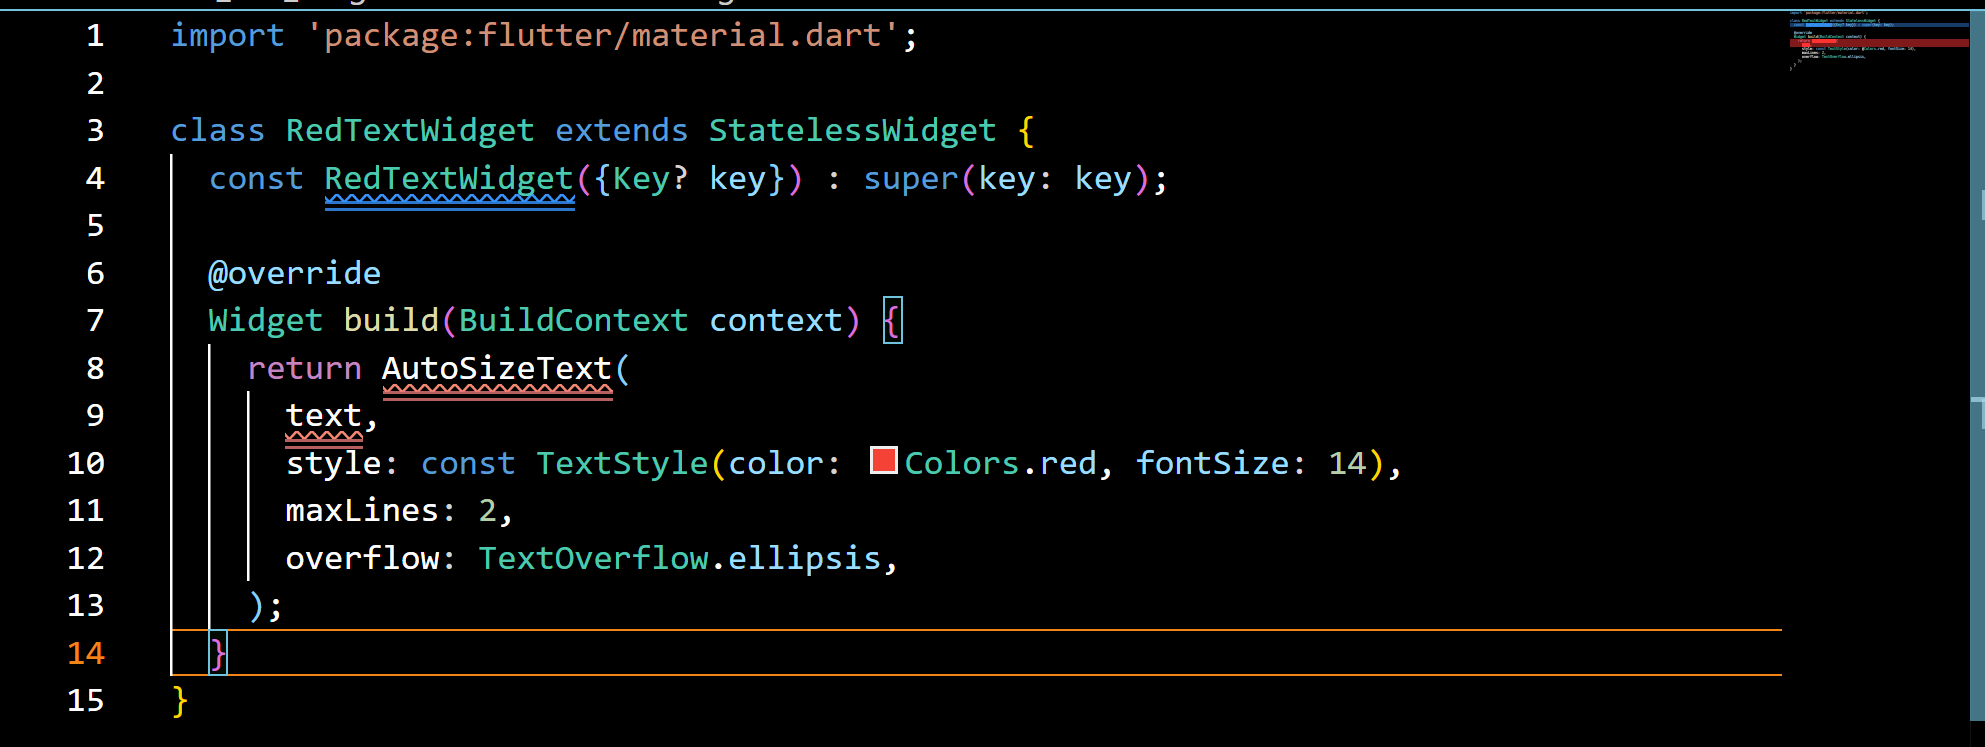 1 import 'package:flutter/material.dart';
2
3 class RedTextWidget extends StatelessWidget {
4 const RedTextWidget({Key? key}) : super(key: key);
5
6 @override
7 Widget build(BuildContext context) {
8 return AutoSizeText(
9 text,
10 style: const TextStyle(color: Colors.red, fontSize: 14),
11 maxLines: 2,
12 overflow: TextOverflow.ellipsis,
13 );
14 }
15 }